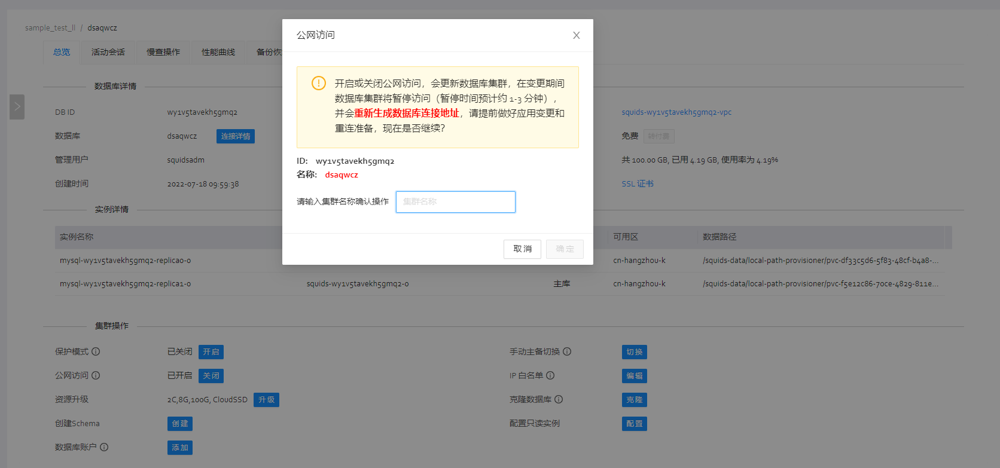 sample_test_ll / dsaqwcz
总览 活动会话 慢查操作 性能曲线 备份恢
公网访问
开启或关闭公网访问，会更新数据库集群，在变更期间
数据库集群将暂停访问（暂停时间预计约 1-3 分钟），
并会重新生成数据库连接地址，请提前做好应用变更和
重连准备，现在是否继续？
ID: wy1v5tavekh5gmq2
名称: dsaqwcz
请输入集群名称确认操作 集群名称
取 消 确 定
数据库详情
DB ID wy1v5tavekh5gmq2 squids-wy1v5tavekh5gmq2-vpc
数据库 dsaqwcz 连接详情 免费 转付费
管理用户 squidsadm 共 100.00 GB, 已用 4.19 GB, 使用率为 4.19%
创建时间 2022-07-18 09:59:38 SSL 证书
实例详情
实例名称 可用区 数据路径
mysql-wy1v5tavekh5gmq2-replica0-0 cn-hangzhou-k /squids-data/local-path-provisioner/pvc-df33c5d6-5f83-48cf-b4a8-...
mysql-wy1v5tavekh5gmq2-replica1-0 squids-wy1v5tavekh5gmq2-0 主库 cn-hangzhou-k /squids-data/local-path-provisioner/pvc-f5e12c86-70ce-4829-811e...
集群操作
保护模式 已关闭 开启 手动主备切换 切换
公网访问 已开启 关闭 IP 白名单 编辑
资源升级 2C,8G,100G, CloudSSD 升级 克隆数据库 克隆
创建Schema 创建 配置只读实例 配置
数据库账户 添加